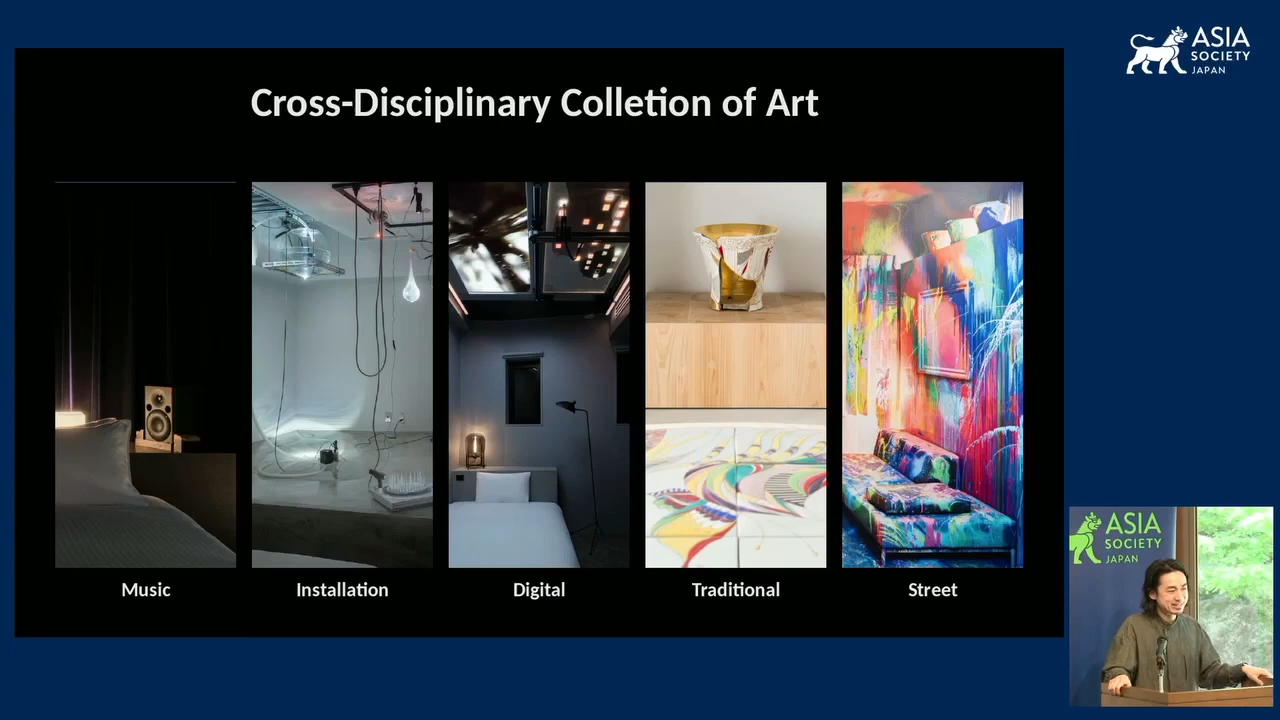 ASIA
SOCIETY
JAPAN
Cross-Disciplinary Colletion of Art
Music
Installation
Digital
Traditional
Street
ASIA
SOCIETY
JAPAN